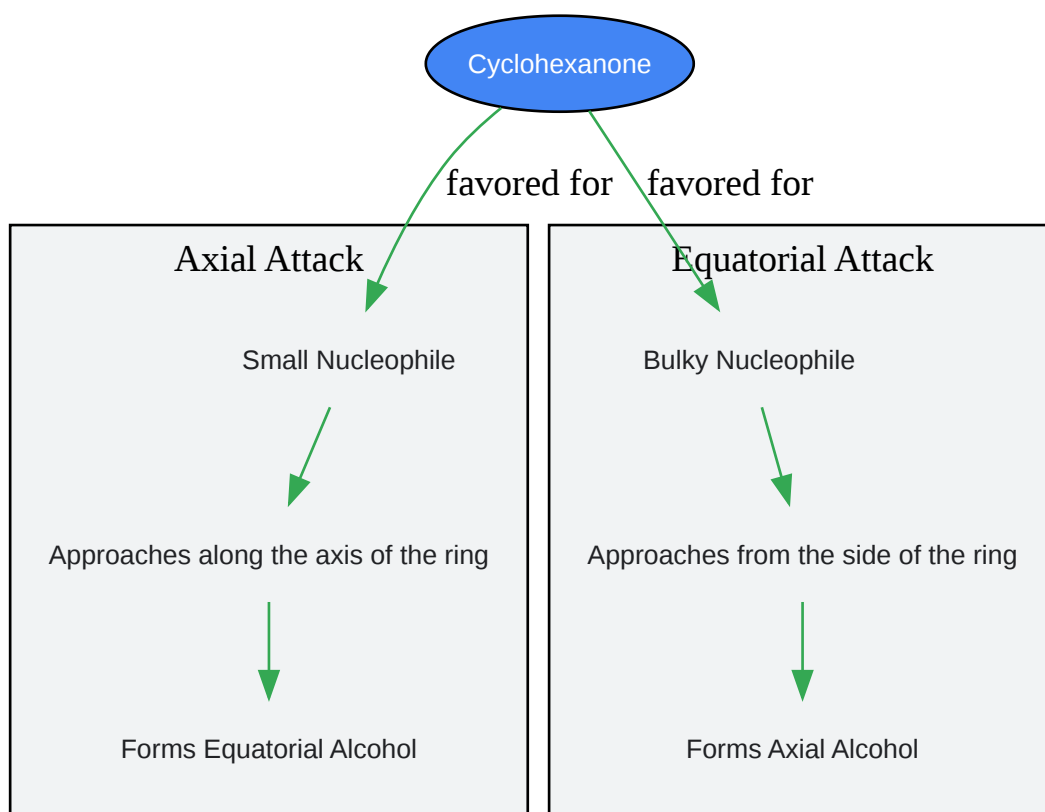 Cyclohexanone
favored for
favored for
Axial Attack
Equatorial Attack
Small Nucleophile
Bulky Nucleophile
Approaches along the axis of the ring
Approaches from the side of the ring
Forms Equatorial Alcohol
Forms Axial Alcohol